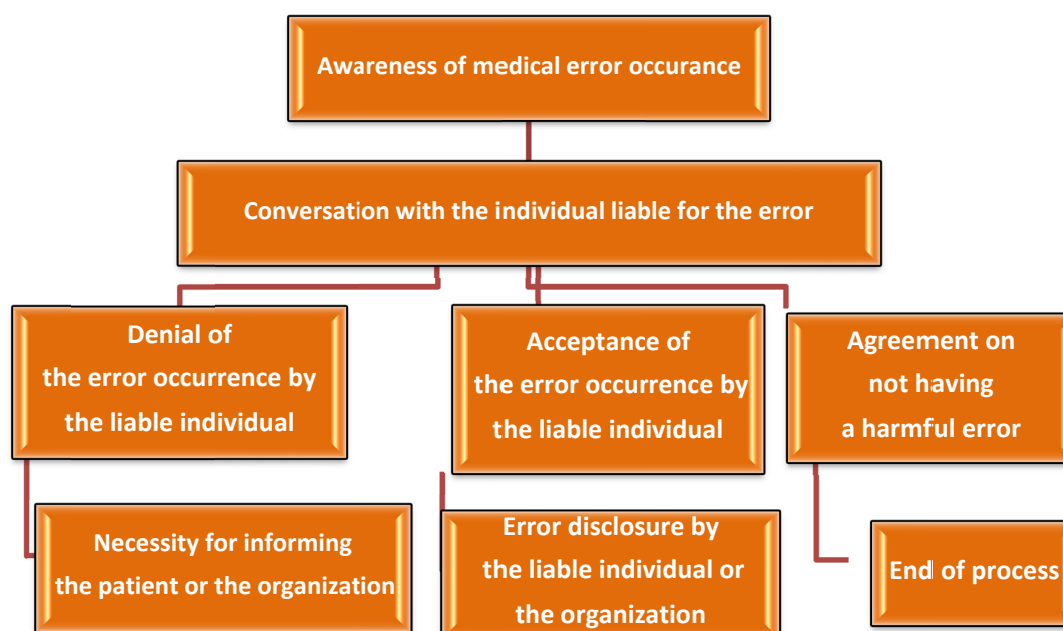 Awareness of medical error occurance
Conversation with the individual liable for the error
Denial of
the error occurrence by
the liable individual
Acceptance of
the error occurrence by
the liable individual
Agreement on
not having
a harmful error
Necessity for informing
the patient or the organization
Error disclosure by
the liable individual or
the organization
End of process